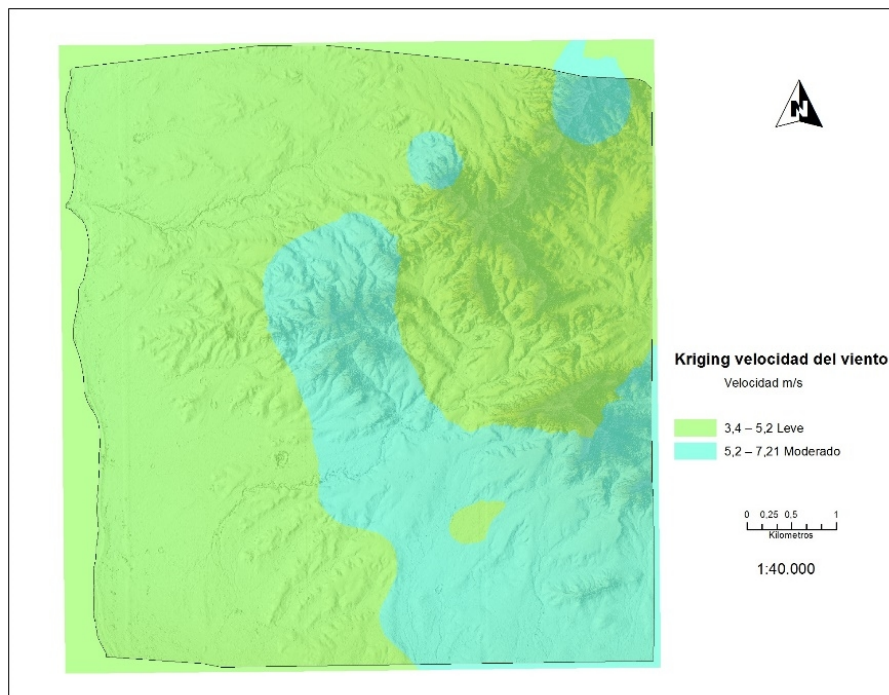 N
Kriging velocidad del viento
Velocidad m/s
3,4 – 5,2 Leve
5,2 – 7,21 Moderado
0 0,25 0,5 1
Kilometros
1:40.000